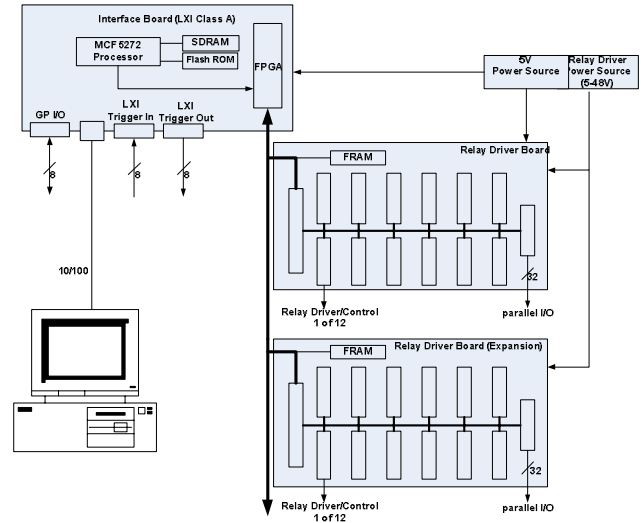 Interface Board (LXI Class A)
MCF5272
Processor
SDRAM
Flash ROM
FPGA
GP I/O
LXI
Trigger In
LXI
Trigger Out
8
8
8
5V
Power Source
Relay Driver
Power Source
(5-48V)
Relay Driver Board
FRAM
32
Relay Driver/Control
1 of 12
parallel I/O
10/100
Relay Driver Board (Expansion)
FRAM
32
Relay Driver/Control
1 of 12
parallel I/O